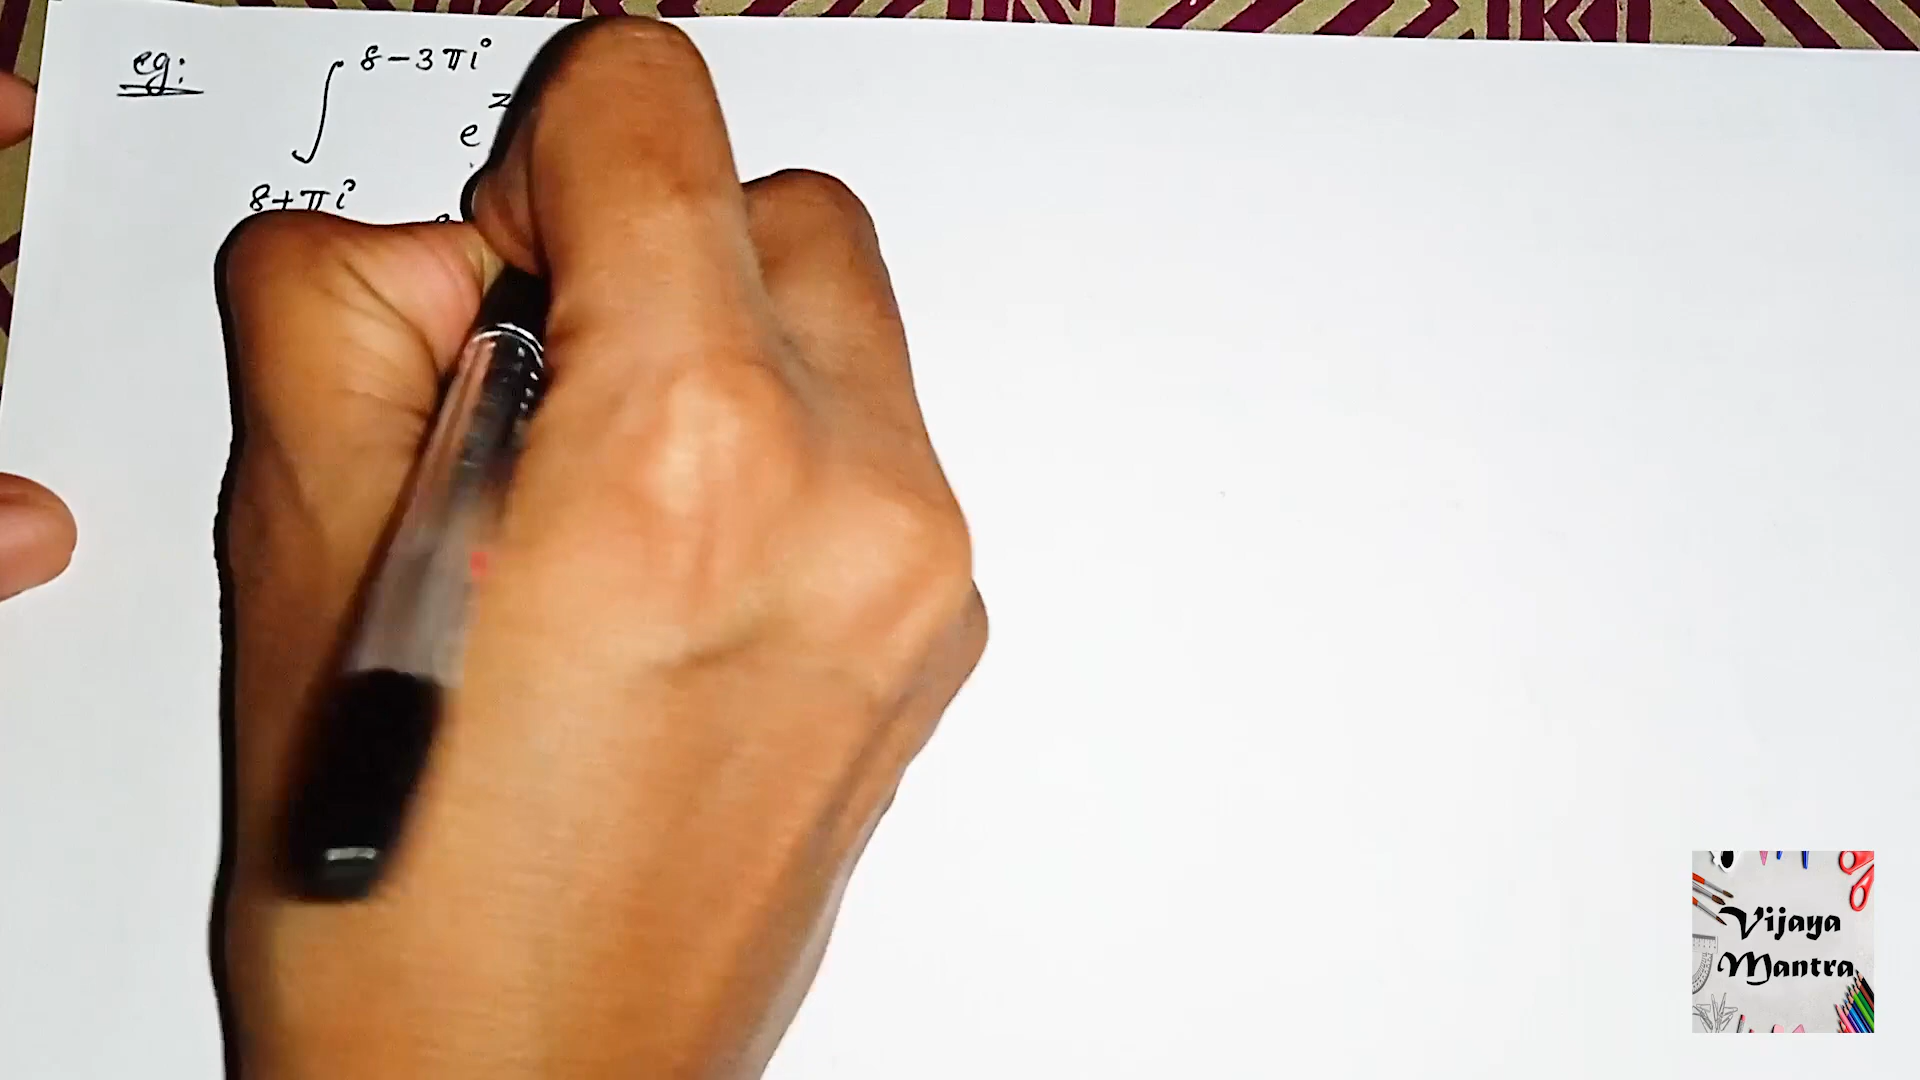 eg: ∫ 8-3πi
e z
8+πi
Vijaya
Mantra